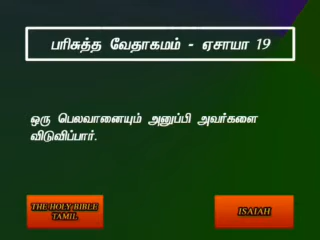 பரிசுத்த வேதாகமம் - ஏசாயா 19
ஒரு பெலவானையும் அனுப்பி அவர்களை
விடுவிப்பார்.
THE HOLY BIBLE
TAMIL
ISAIAH